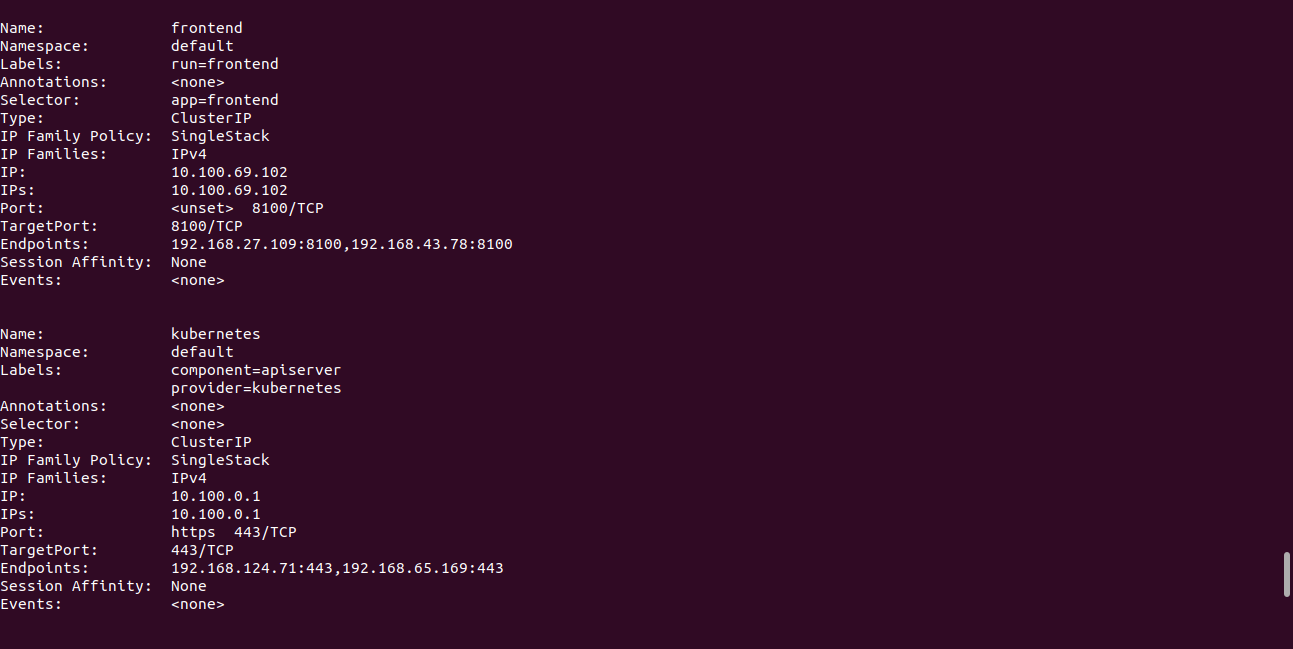 Name:              frontend
Namespace:         default
Labels:            run=frontend
Annotations:       <none>
Selector:          app=frontend
Type:              ClusterIP
IP Family Policy:  SingleStack
IP Families:       IPv4
IP:                10.100.69.102
IPs:               10.100.69.102
Port:              <unset>  8100/TCP
TargetPort:        8100/TCP
Endpoints:         192.168.27.109:8100,192.168.43.78:8100
Session Affinity:  None
Events:            <none>
Name:              kubernetes
Namespace:         default
Labels:            component=apiserver
                   provider=kubernetes
Annotations:       <none>
Selector:          <none>
Type:              ClusterIP
IP Family Policy:  SingleStack
IP Families:       IPv4
IP:                10.100.0.1
IPs:               10.100.0.1
Port:              https  443/TCP
TargetPort:        443/TCP
Endpoints:         192.168.124.71:443,192.168.65.169:443
Session Affinity:  None
Events:            <none>